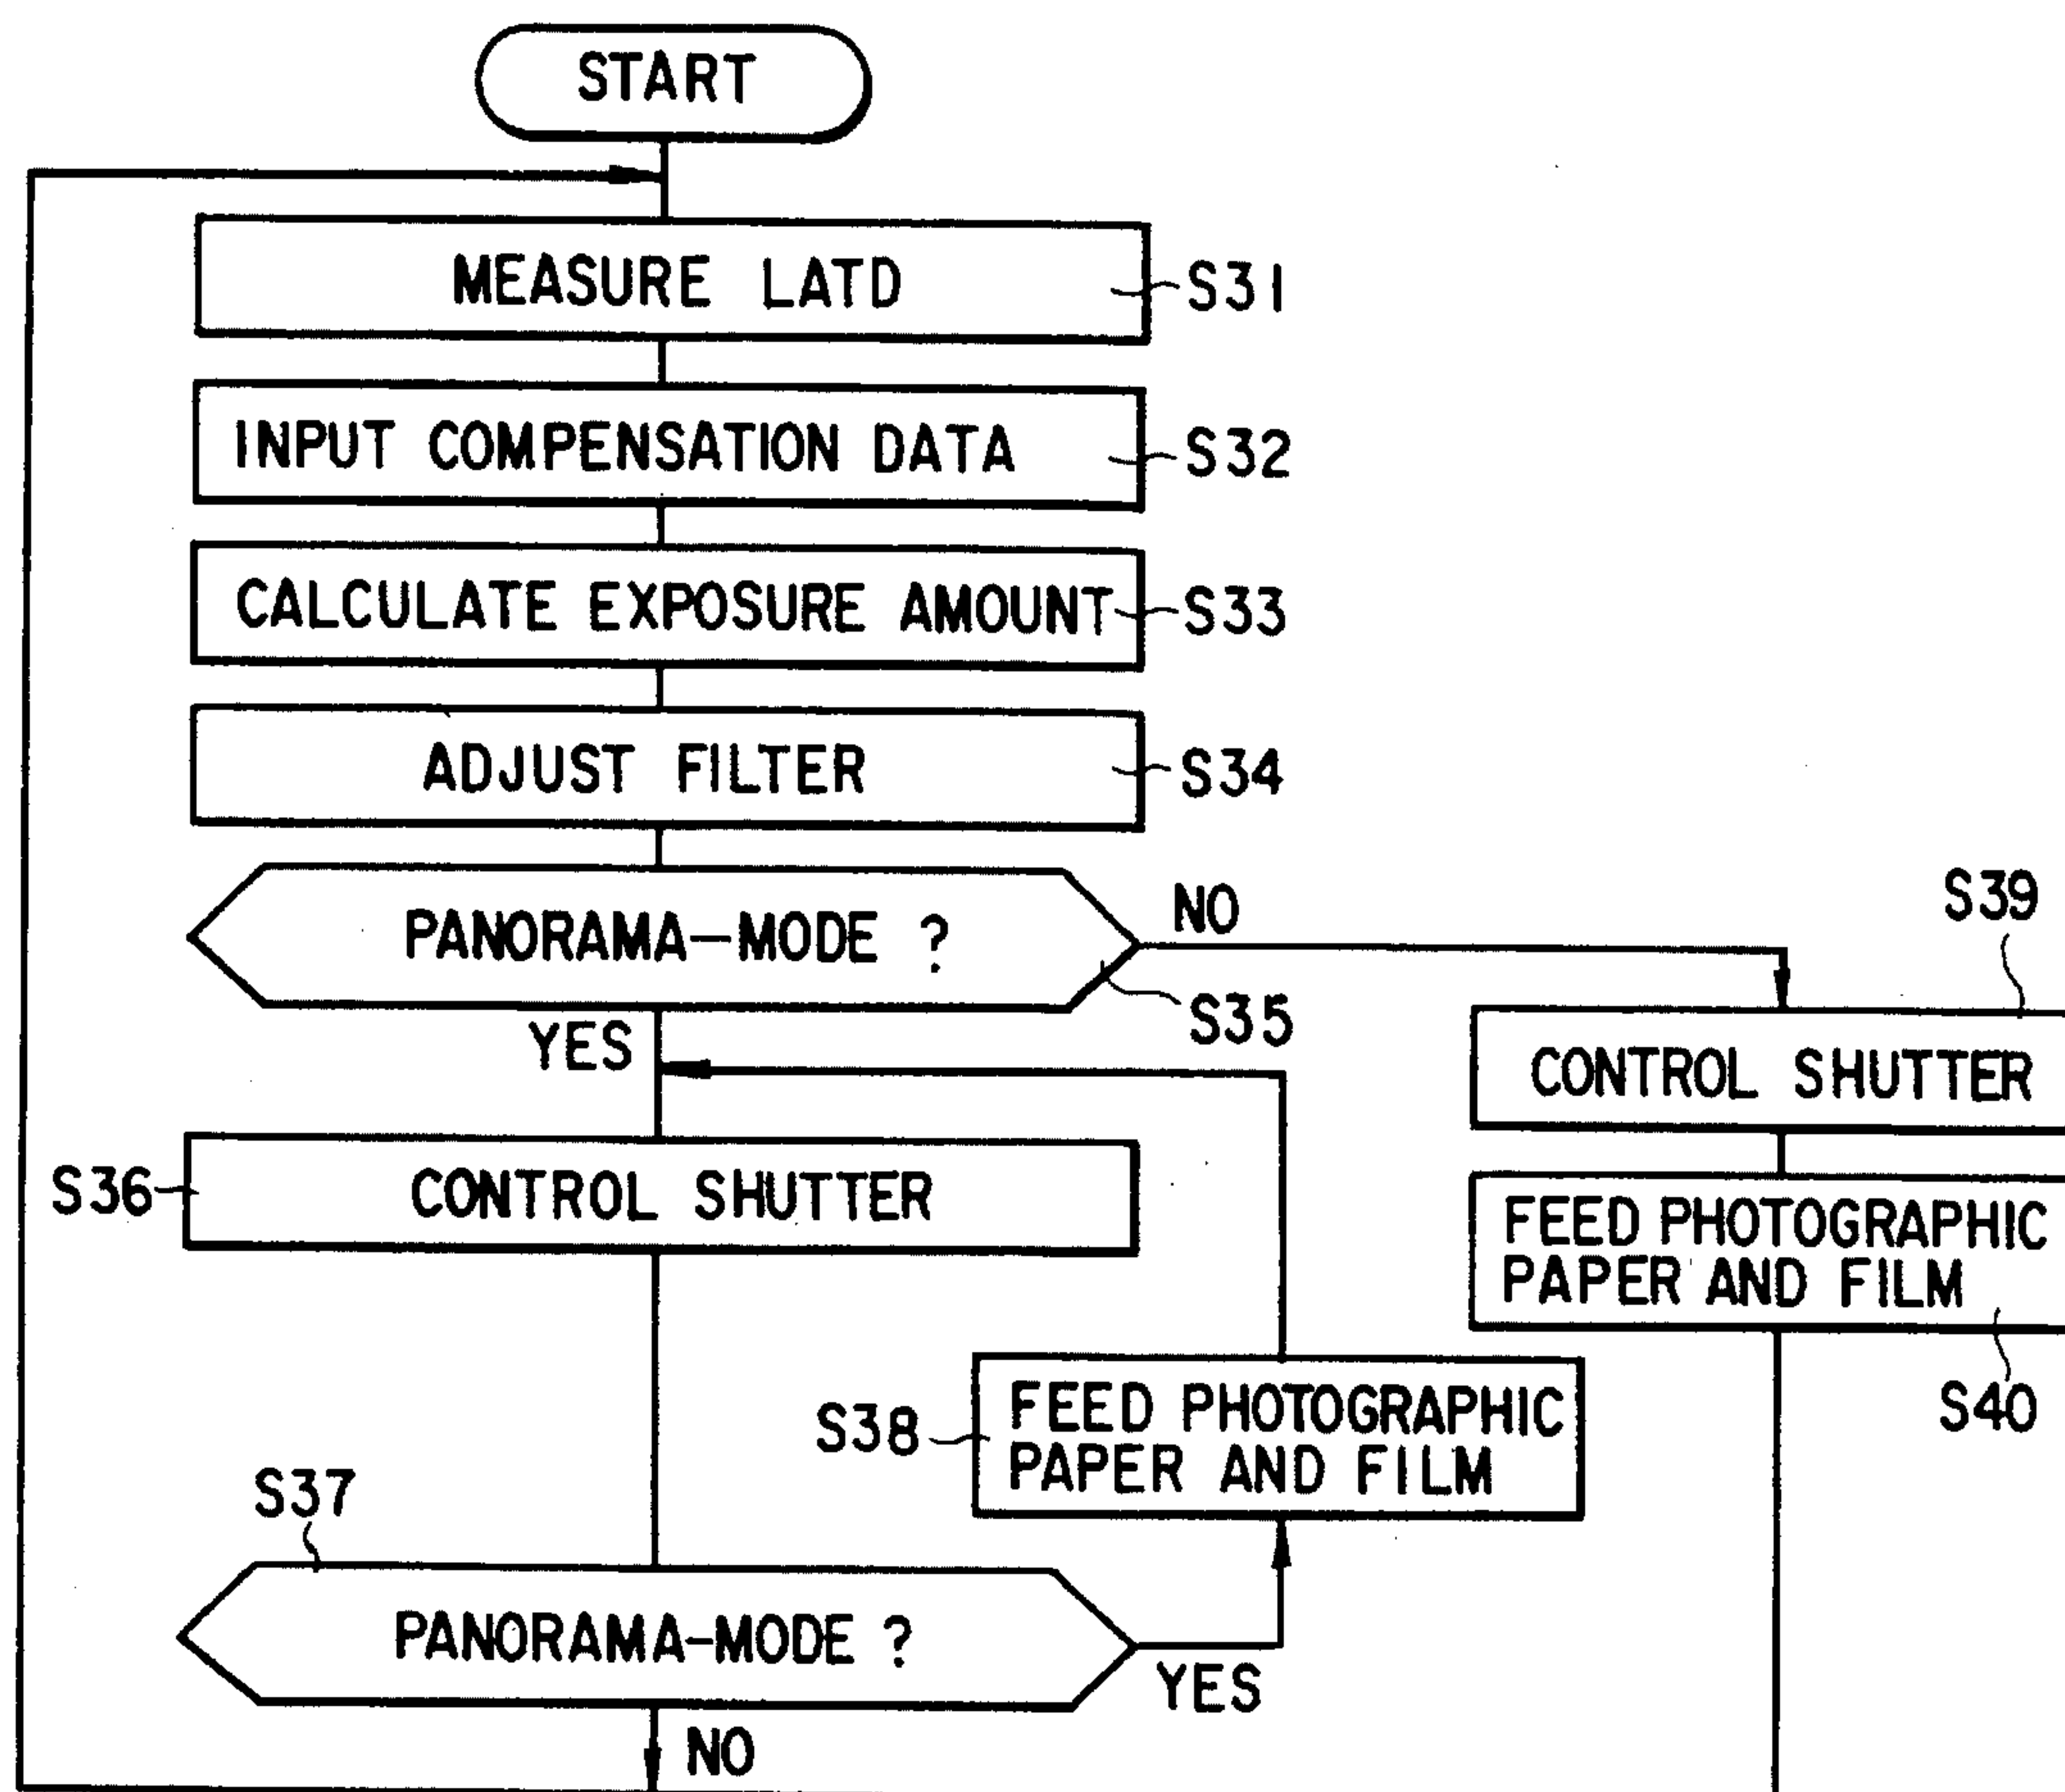 START
MEASURE LATD
S31
INPUT COMPENSATION DATA
S32
CALCULATE EXPOSURE AMOUNT
S33
ADJUST FILTER
S34
PANORAMA-MODE ?
NO
S35
YES
S39
CONTROL SHUTTER
FEED PHOTOGRAPHIC
PAPER AND FILM
S40
S36
CONTROL SHUTTER
S38
FEED PHOTOGRAPHIC
PAPER AND FILM
S37
PANORAMA-MODE ?
YES
NO